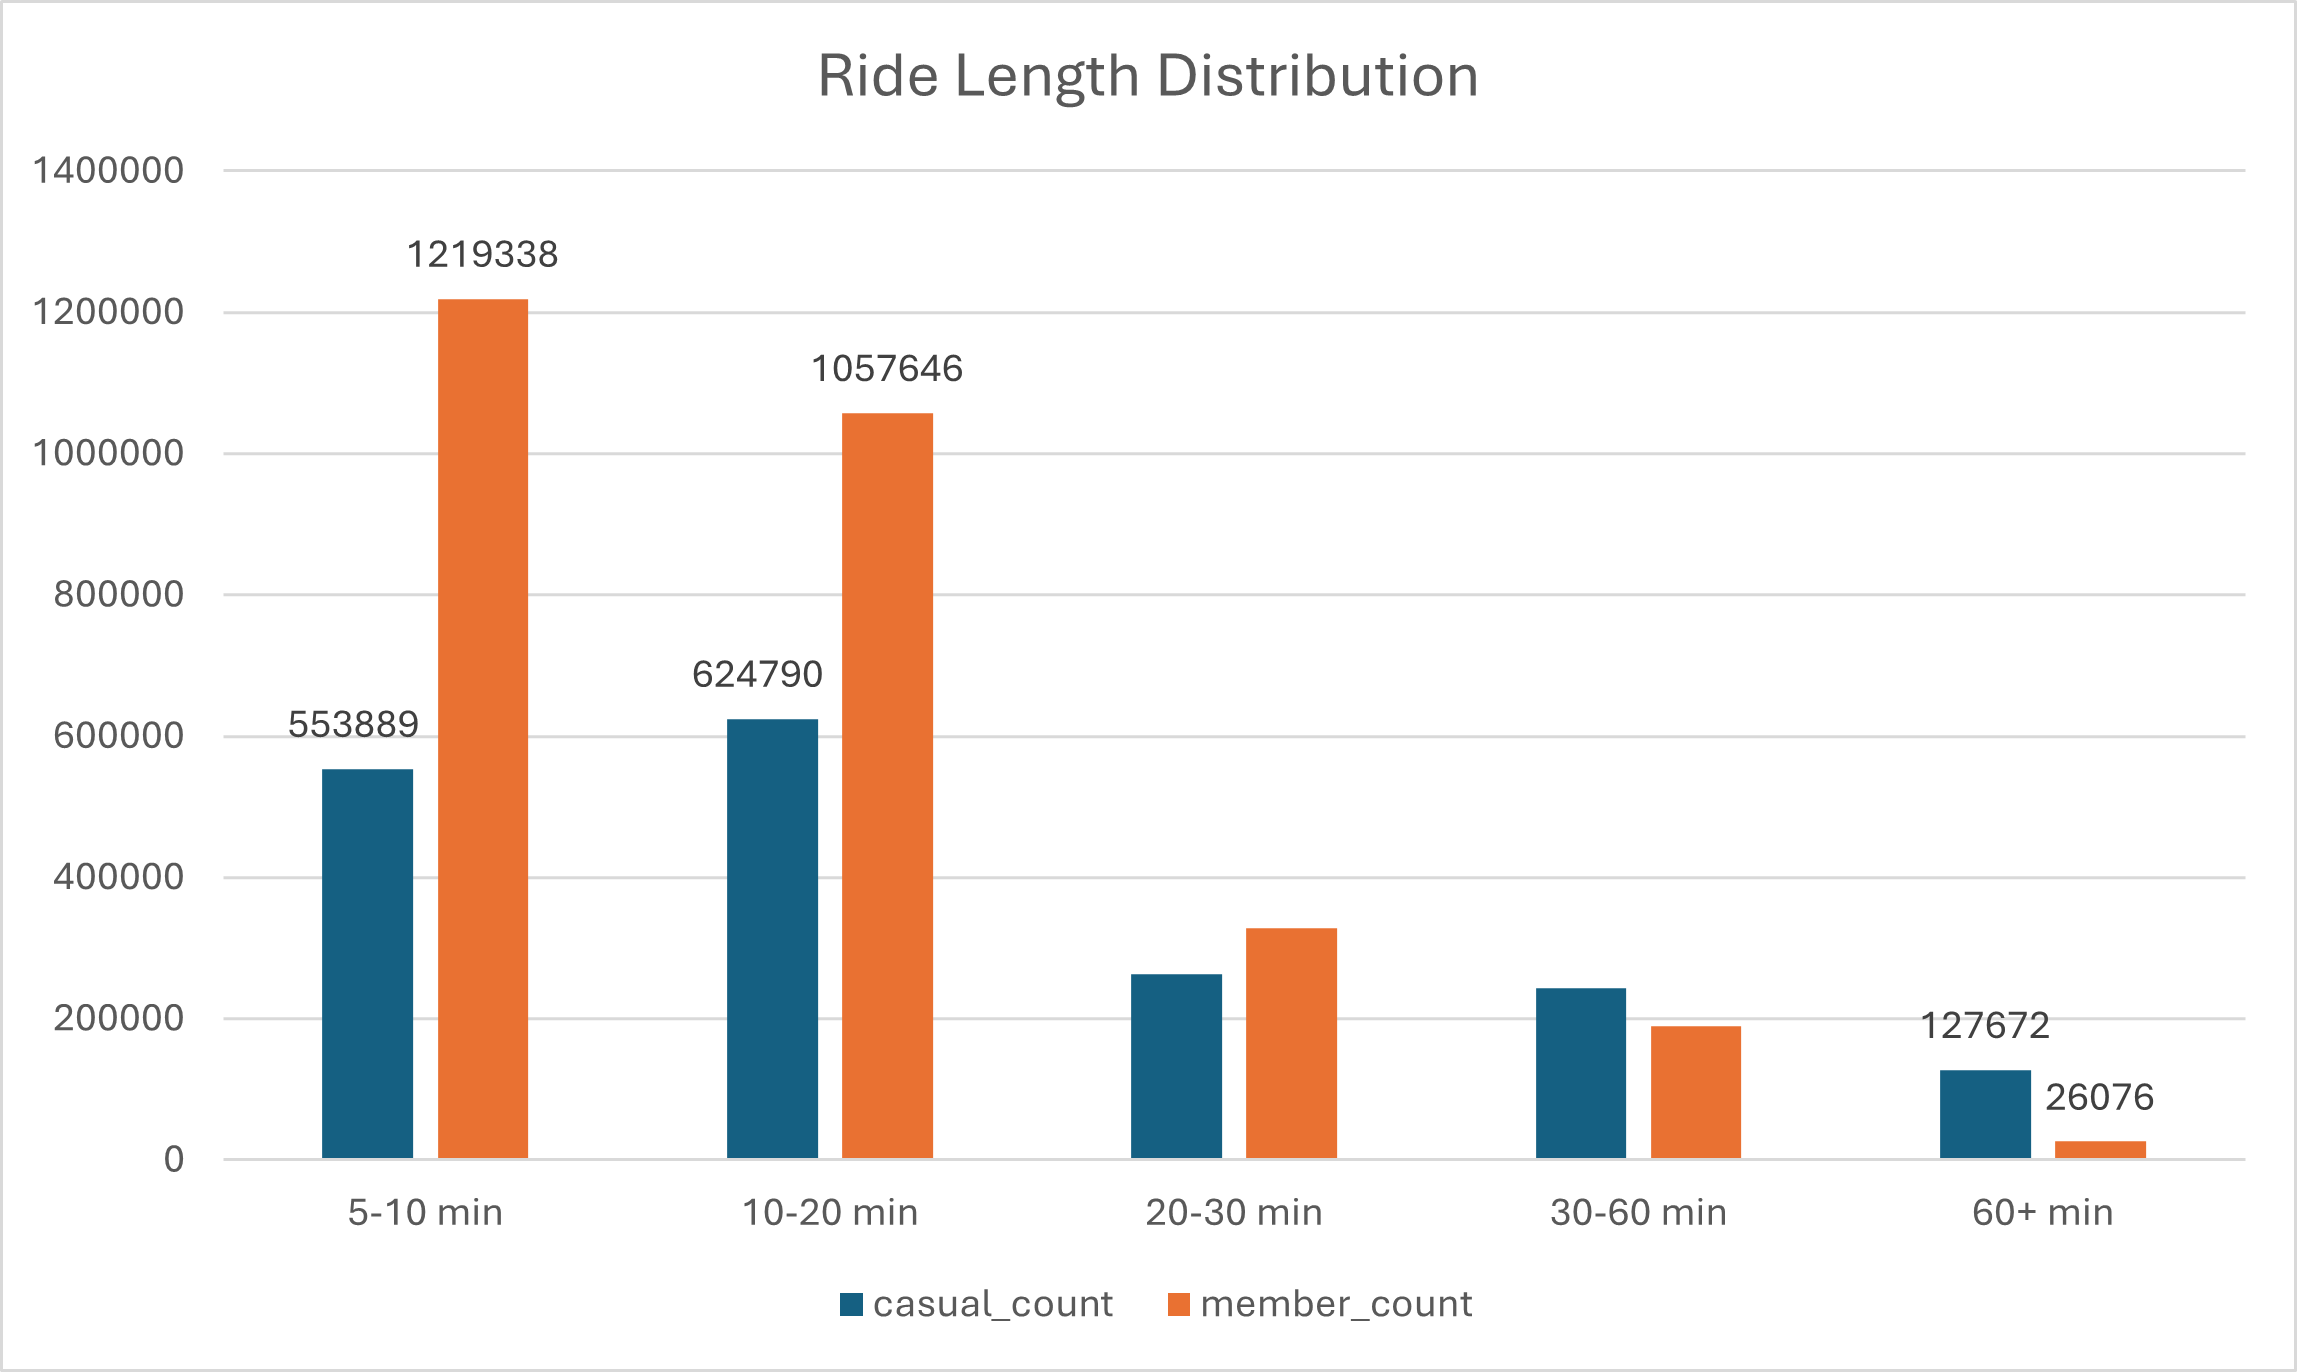 Ride Length Distribution
1400000
1200000
1000000
800000
600000
400000
200000
0
553889
1219338
624790
1057646
127672
26076
5-10 min
10-20 min
20-30 min
30-60 min
60+ min
casual_count
member_count